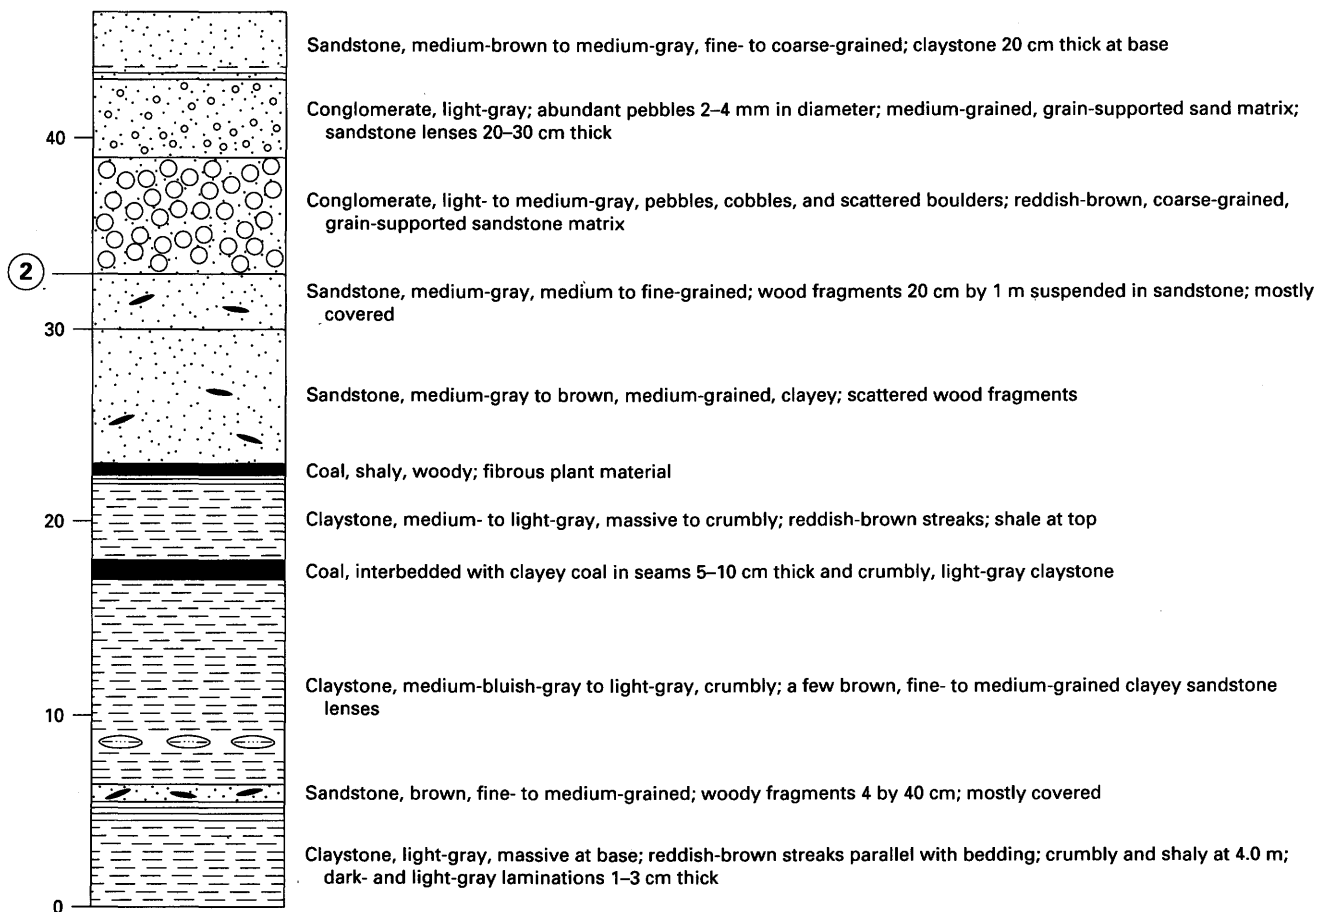 Sandstone, medium-brown to medium-gray, fine- to coarse-grained; claystone 20 cm thick at base
Conglomerate, light-gray; abundant pebbles 2–4 mm in diameter; medium-grained, grain-supported sand matrix;
40
sandstone lenses 20–30 cm thick
Conglomerate, light- to medium-gray, pebbles, cobbles, and scattered boulders; reddish-brown, coarse-grained,
grain-supported sandstone matrix
2
Sandstone, medium-gray, medium to fine-grained; wood fragments 20 cm by 1 m suspended in sandstone; mostly
covered
30
Sandstone, medium-gray to brown, medium-grained, clayey; scattered wood fragments
Coal, shaly, woody; fibrous plant material
20
Claystone, medium- to light-gray, massive to crumbly; reddish-brown streaks; shale at top
Coal, interbedded with clayey coal in seams 5–10 cm thick and crumbly, light-gray claystone
Claystone, medium-bluish-gray to light-gray, crumbly; a few brown, fine- to medium-grained clayey sandstone
lenses
10
Sandstone, brown, fine- to medium-grained; woody fragments 4 by 40 cm; mostly covered
Claystone, light-gray, massive at base; reddish-brown streaks parallel with bedding; crumbly and shaly at 4.0 m;
dark- and light-gray laminations 1–3 cm thick
0